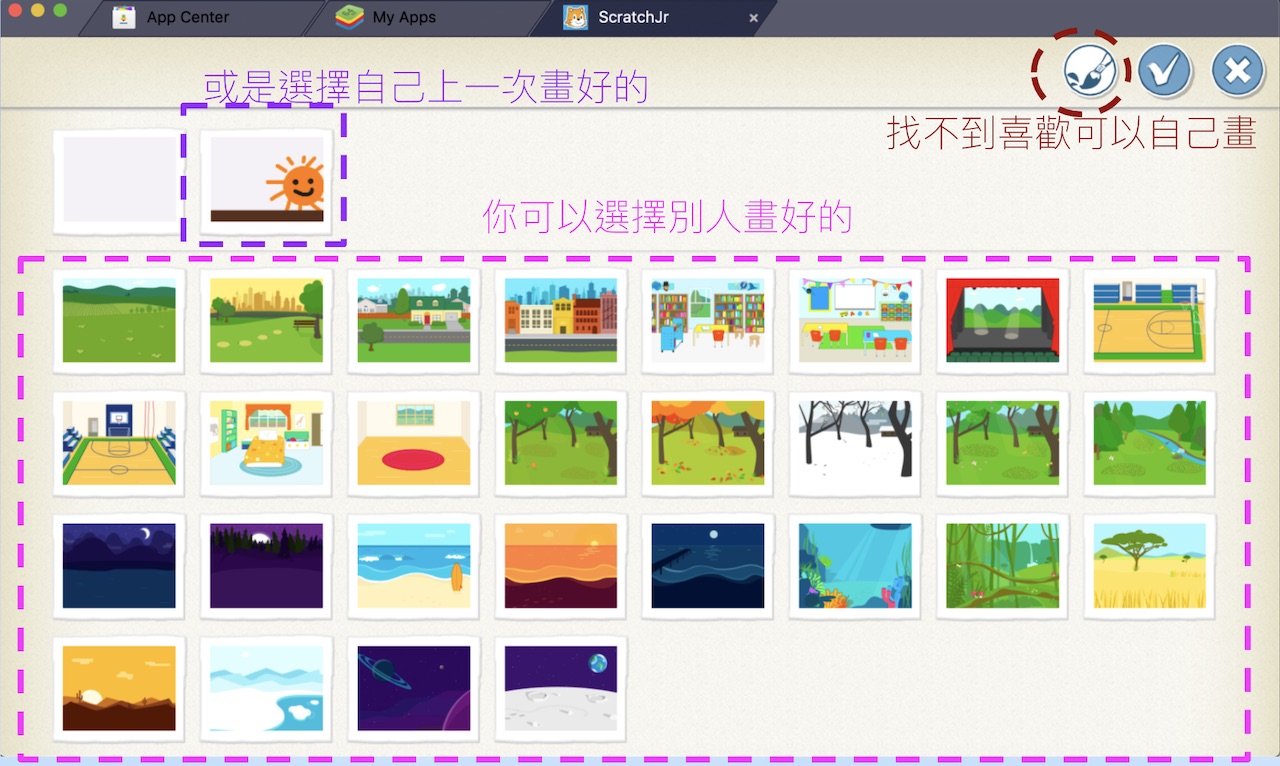 App Center
My Apps
ScratchJr
或是選擇自己上一次畫好的
找不到喜歡可以自己畫
你可以選擇別人畫好的